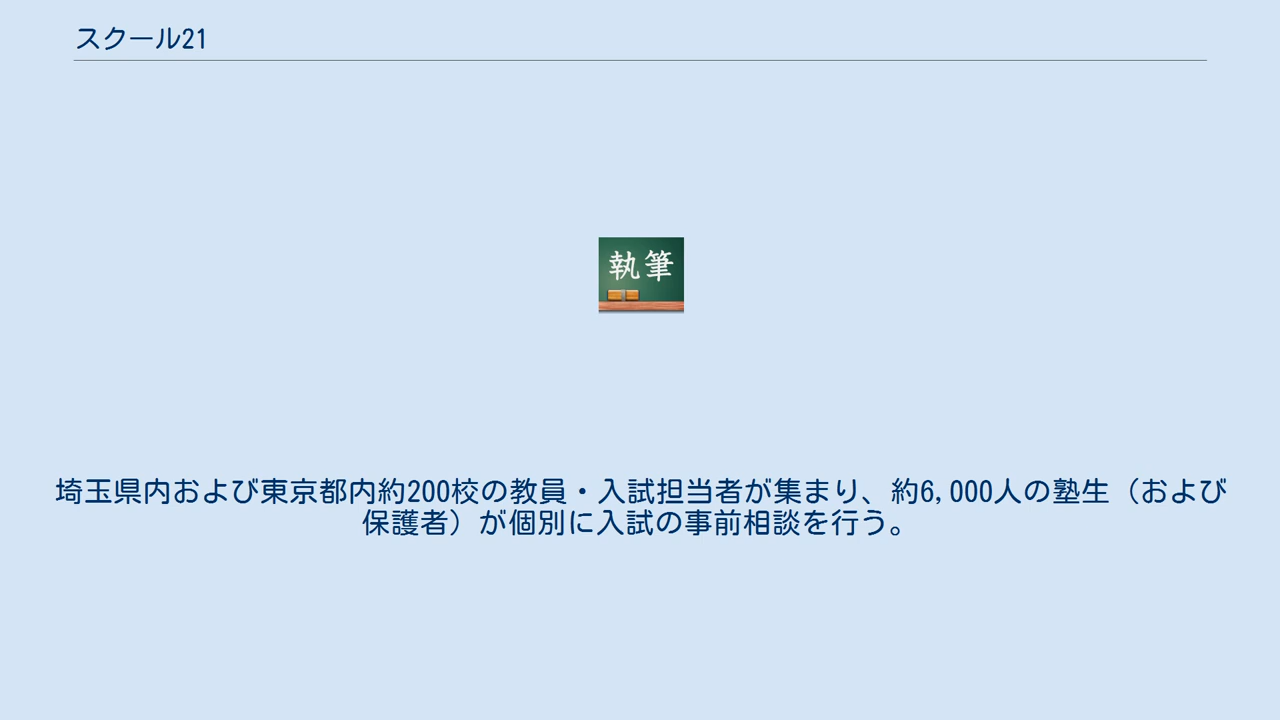 スクール21
執筆
埼玉県内および東京都内約200校の教員・入試担当者が集まり、約6,000人の塾生（および
保護者）が個別に入試の事前相談を行う。